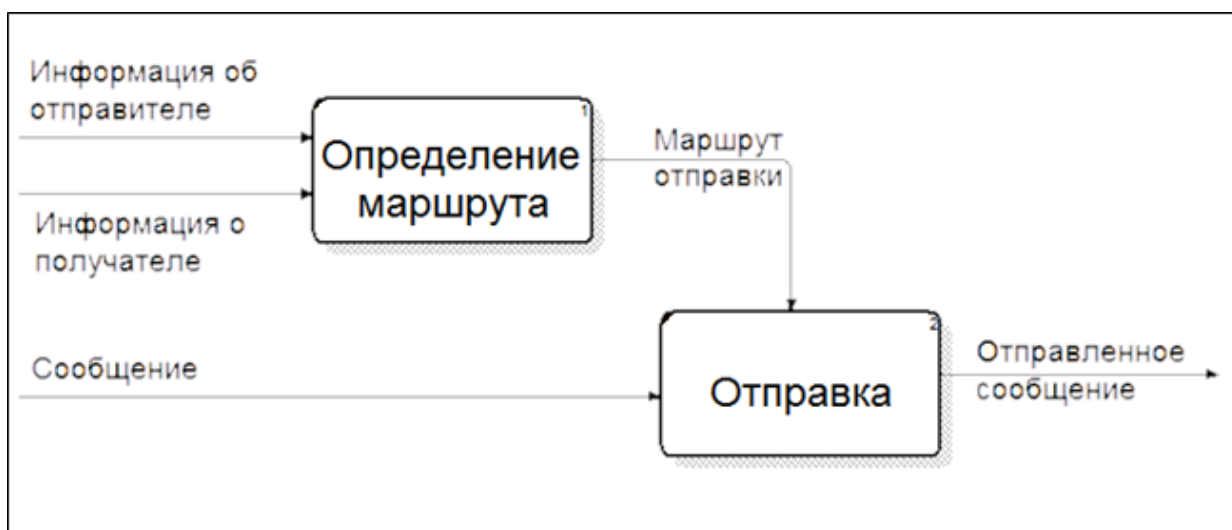 Информация об
отправителе
1
Определение
маршрута
Маршрут
отправки
Информация о
получателе
Сообщение
2
Отправка
Отправленное
сообщение